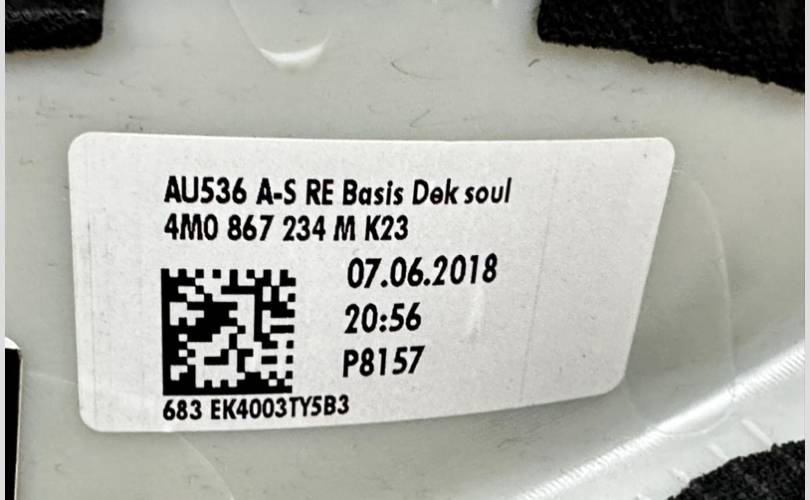 AU536 A-S RE Basis Dek soul
4M0 867 234 M K23
07.06.2018
20:56
P8157
683 EK4003TY5B3